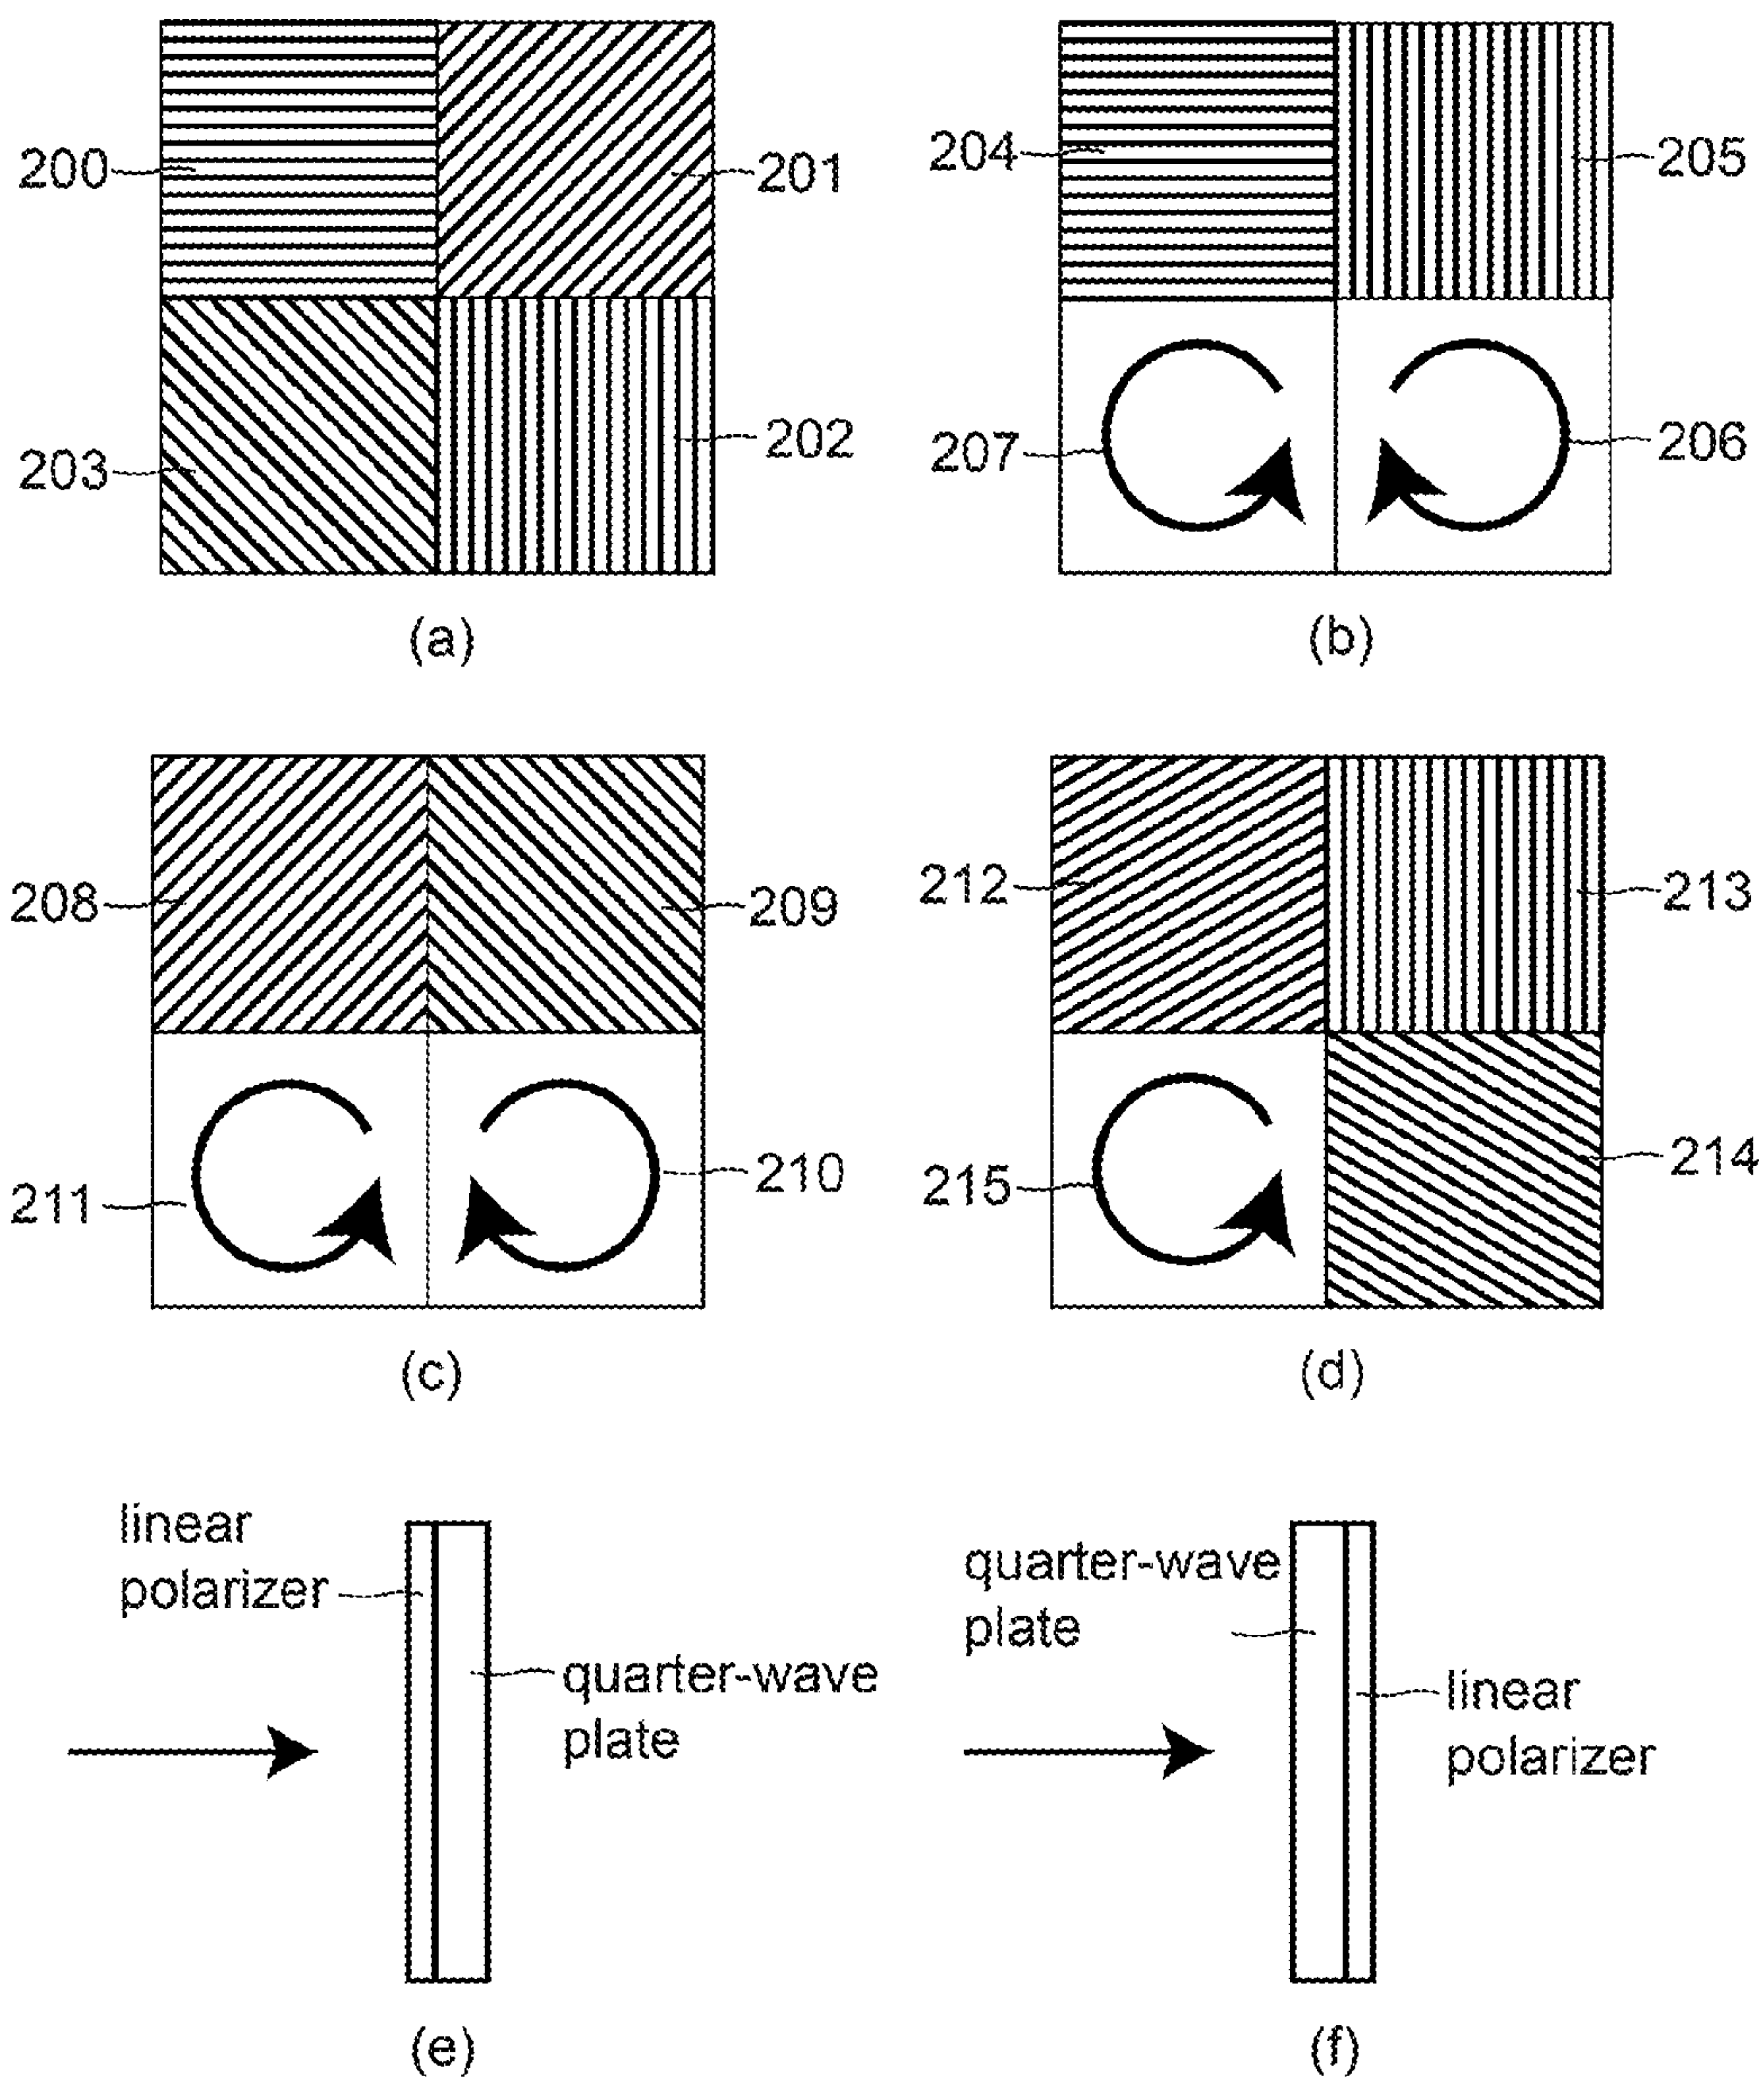 200
201
203
202
(a)
204
205
207
206
(b)
208
209
211
210
(c)
212
213
215
214
(d)
linear
polarizer
quarter-wave
plate
(e)
quarter-wave
plate
linear
polarizer
(f)